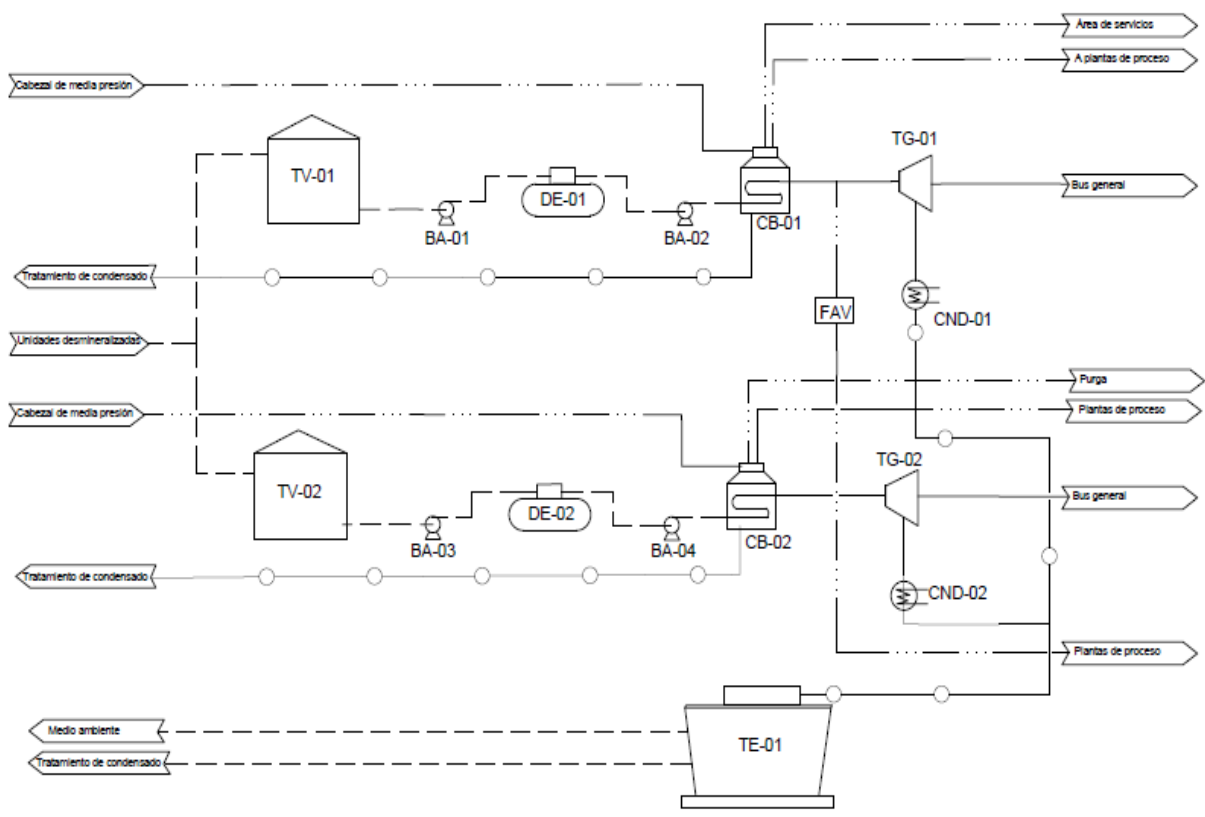 Área de servicios
A plantas de proceso
Cabezal de media presión
TG-01
TV-01
DE-01
Bus general
BA-01
BA-02
CB-01
Tratamiento de condensado
FAV
CND-01
Unidades desmineralizadas
Purga
Cabezal de media presión
Plantas de proceso
TG-02
TV-02
DE-02
Bus general
BA-03
BA-04
CB-02
Tratamiento de condensado
CND-02
Plantas de proceso
Medio ambiente
TE-01
Tratamiento de condensado